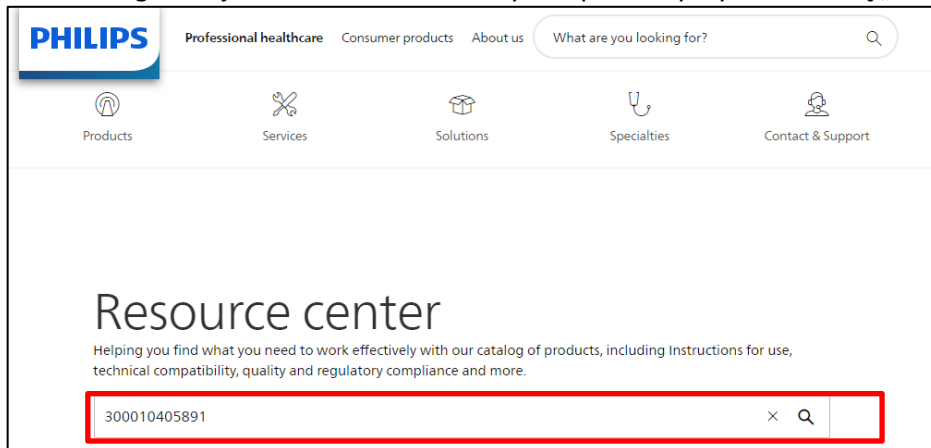 PHILIPS
Professional healthcare Consumer products About us What are you looking for?
Products Services Solutions Specialties Contact & Support
Resource center
Helping you find what you need to work effectively with our catalog of products, including Instructions for use,
technical compatibility, quality and regulatory compliance and more.
300010405891